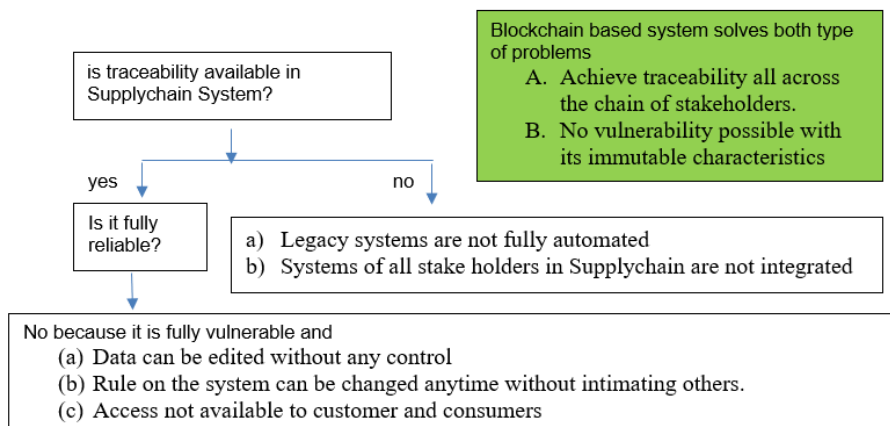 is traceability available in
Supplychain System?
Blockchain based system solves both type
of problems
A. Achieve traceability all across
the chain of stakeholders.
B. No vulnerability possible with
its immutable characteristics
yes
no
Is it fully
reliable?
a) Legacy systems are not fully automated
b) Systems of all stake holders in Supplychain are not integrated
No because it is fully vulnerable and
(a) Data can be edited without any control
(b) Rule on the system can be changed anytime without intimating others.
(c) Access not available to customer and consumers